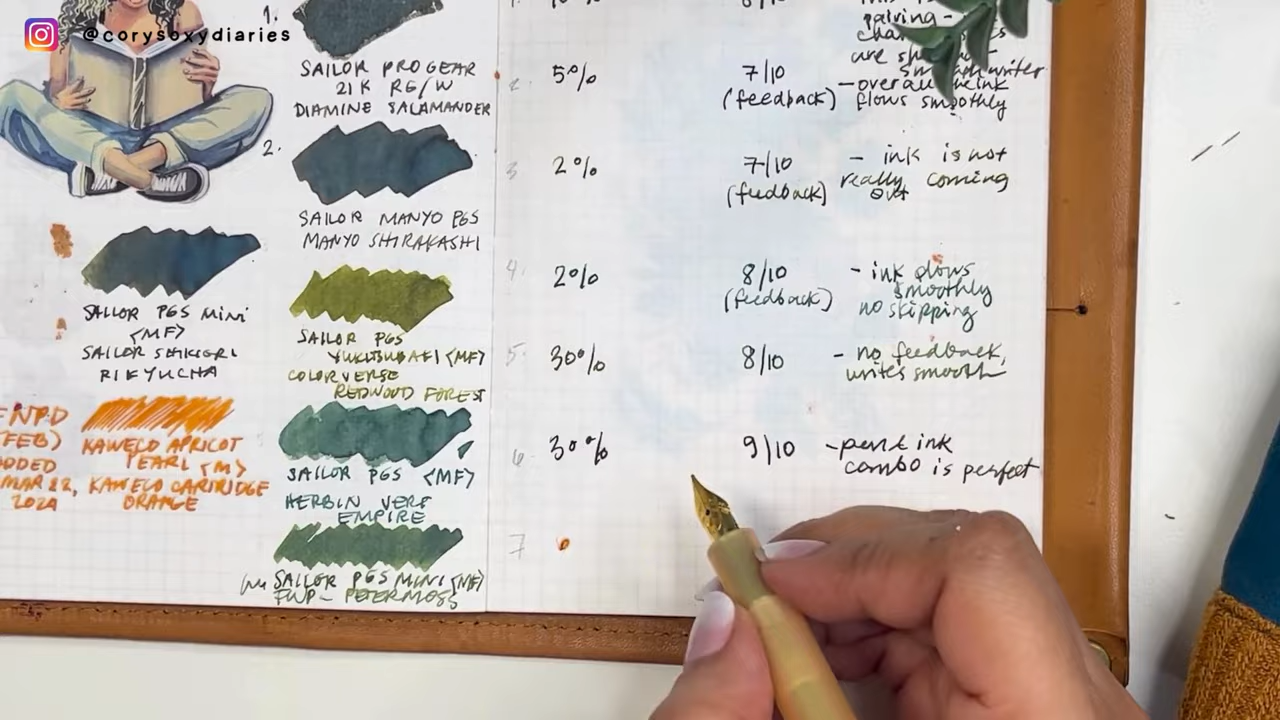 @corysoxydiaries
1.
SAILOR PRO GEAR
21K RG/W
DIAMINE SALAMANDER
2.
SAILOR MANYO PGS
MANYO SHIRAKASHI
SAILOR PGS MINI
<MF>
SAILOR SHIKIORI
RIKYUCHA
SAILOR PGS
YUKITSUBAKI <MF>
COLORVERSE
REDWOOD FOREST
(FEB)
ADDED
MAR 22,
2024
KAWECO APRICOT
PEARL <M>
KAWECO CARTRIDGE
ORANGE
SAILOR PGS <MF>
HERBIN VERT
EMPIRE
SAILOR PGS MINI <MF>
FWP - PETERMOSS
pairing -
are
2. 5% 7/10 - overall the ink
(feedback) flows smoothly
3 2% 7/10 - ink is not
(feedback) really coming
out
4. 2% 8/10 - ink flows
(feedback) smoothly
no skipping
5. 30% 8/10 - no feedback,
writes smooth
6. 30% 9/10 - pen & ink
combo is perfect
7